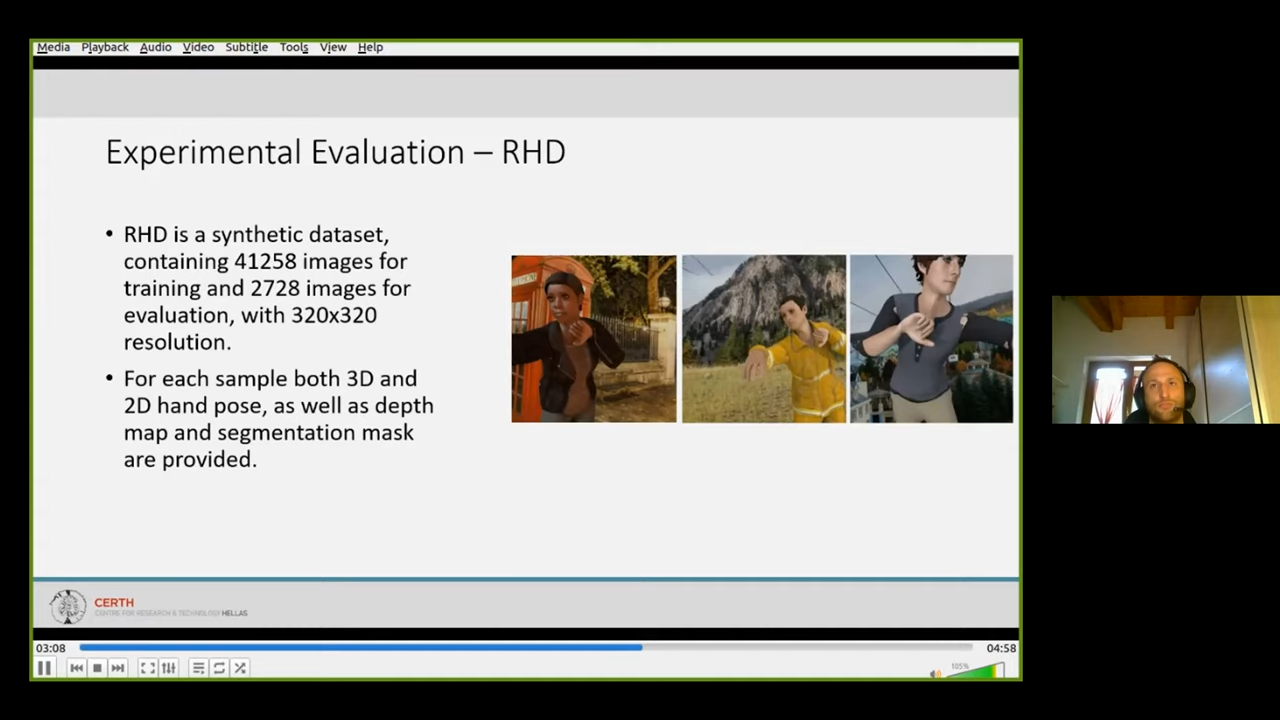 Media Playback Audio Video Subtitle Tools View Help
Experimental Evaluation – RHD
• RHD is a synthetic dataset,
containing 41258 images for
training and 2728 images for
evaluation, with 320x320
resolution.
• For each sample both 3D and
2D hand pose, as well as depth
map and segmentation mask
are provided.
CERTH
CENTRE FOR RESEARCH & TECHNOLOGY HELLAS
03:08
04:58
105%